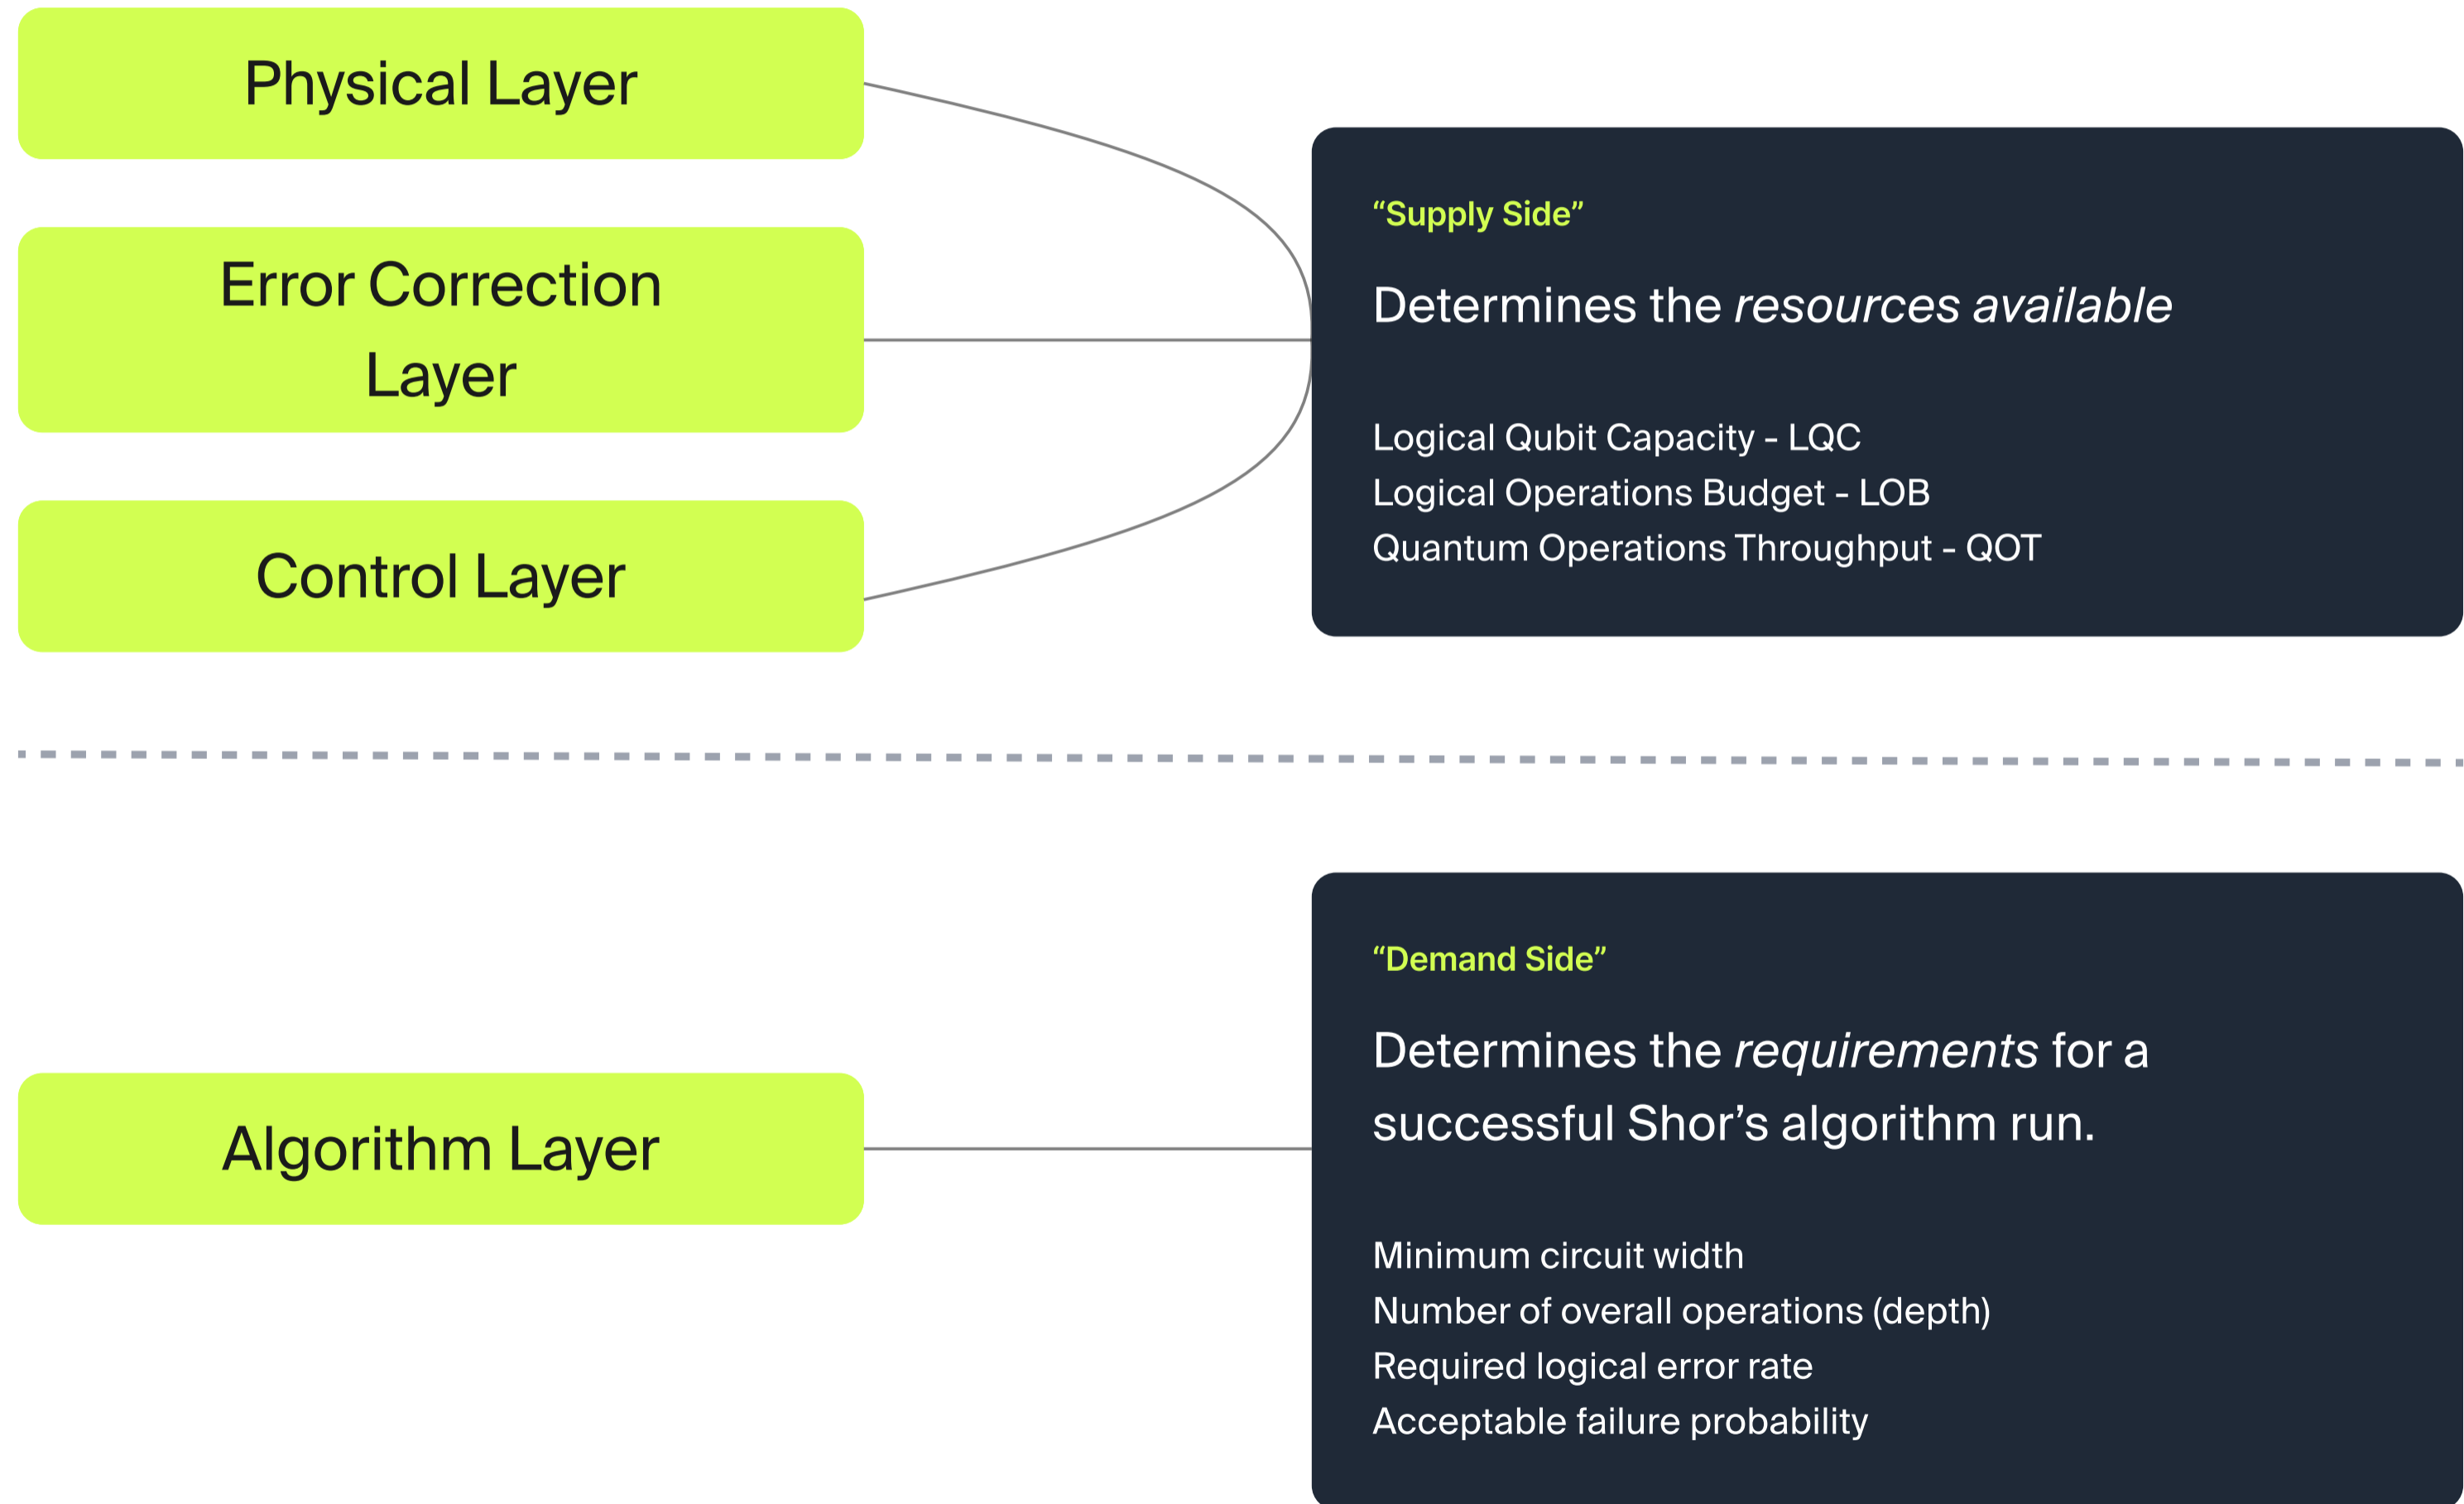 Physical Layer
Error Correction
Layer
Control Layer
“Supply Side”
Determines the resources available
Logical Qubit Capacity – LQC
Logical Operations Budget - LOB
Quantum Operations Throughput - QOT
Algorithm Layer
“Demand Side”
Determines the requirements for a
successful Shor’s algorithm run.
Minimum circuit width
Number of overall operations (depth)
Required logical error rate
Acceptable failure probability